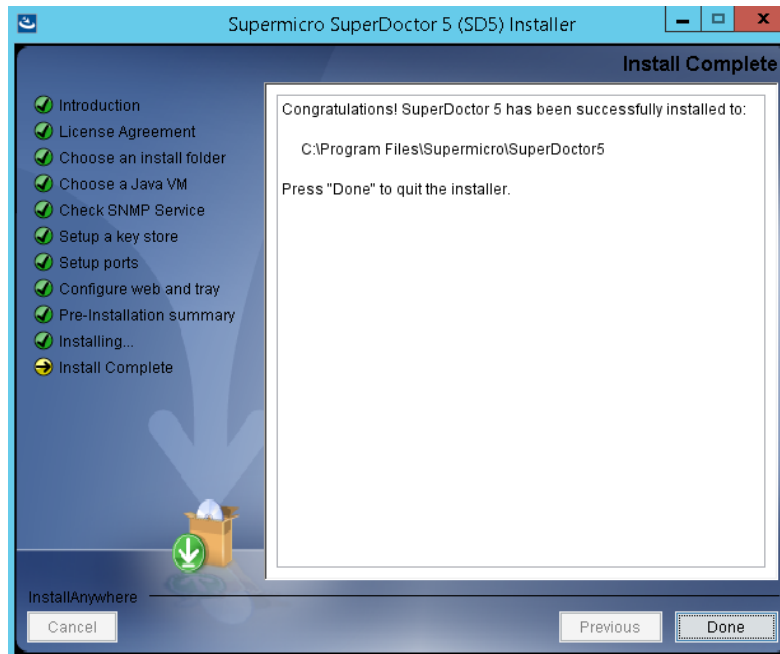 Supermicro SuperDoctor 5 (SD5) Installer
Install Complete
Introduction
License Agreement
Choose an install folder
Choose a Java VM
Check SNMP Service
Setup a key store
Setup ports
Configure web and tray
Pre-Installation summary
Installing...
Install Complete
Congratulations! SuperDoctor 5 has been successfully installed to:
C:\Program Files\Supermicro\SuperDoctor5
Press "Done" to quit the installer.
InstallAnywhere
Cancel
Previous
Done